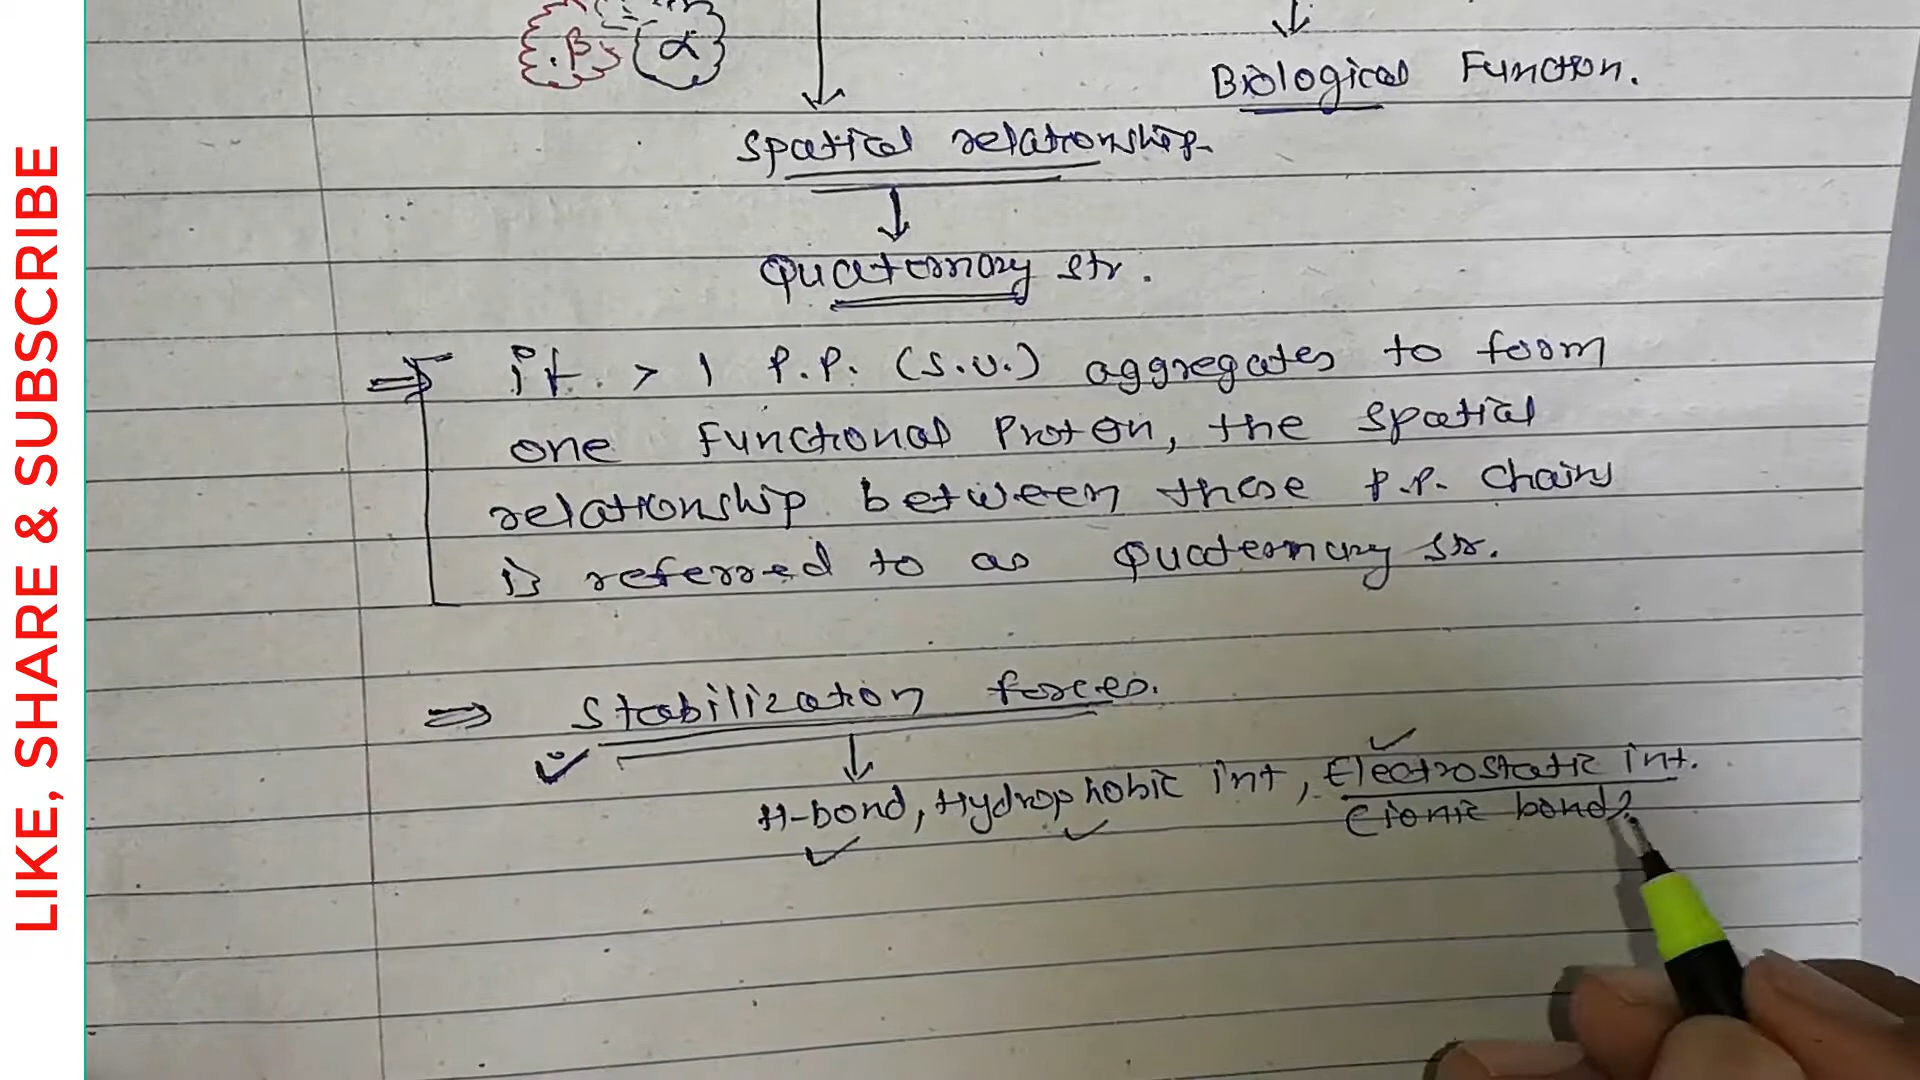 β α
Biological Function.
Spatial relationship.
Quaternary str.
⇒ if > 1 P.P. (S.U.) aggregates to form
one Functional Protein, the spatial
relationship between these P.P. chains
is referred to as Quaternary str.
⇒ Stabilization forces.
H-bond, Hydrophobic int, Electrostatic int.
(ionic bond)
LIKE, SHARE & SUBSCRIBE